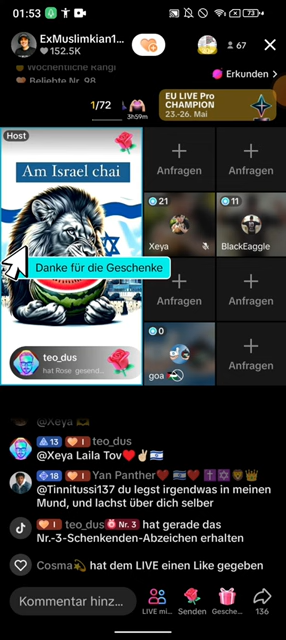 01:53
73
ExMuslimkian1...
152.5K
67
Wöchentliche Rangl
Beliebte Nr. 98
Erkunden >
1/72
3h59m
EU LIVE Pro
CHAMPION
23.-26. Mai
Host
Am Israel chai
Danke für die Geschenke
teo_dus
hat Rose gesend...
Anfragen
Anfragen
21
Xeya
11
BlackEaggle
Anfragen
Anfragen
0
goa
Anfragen
@Xeya
13 I teo_dus
@Xeya Laila Tov❤️✌🏼🇮🇱
18 I Yan Panther❤️ 🇮🇱❤️🇮🇱 ✝️🔯🦁👑
@Tinnitussi137 du legst irgendwas in meinen
Mund, und lachst über dich selber
I teo_dus Nr. 3 hat gerade das
Nr.-3-Schenkenden-Abzeichen erhalten
Cosma💫 hat dem LIVE einen Like gegeben
Kommentar hinz...
LIVE mi...
Senden
Gesche...
136